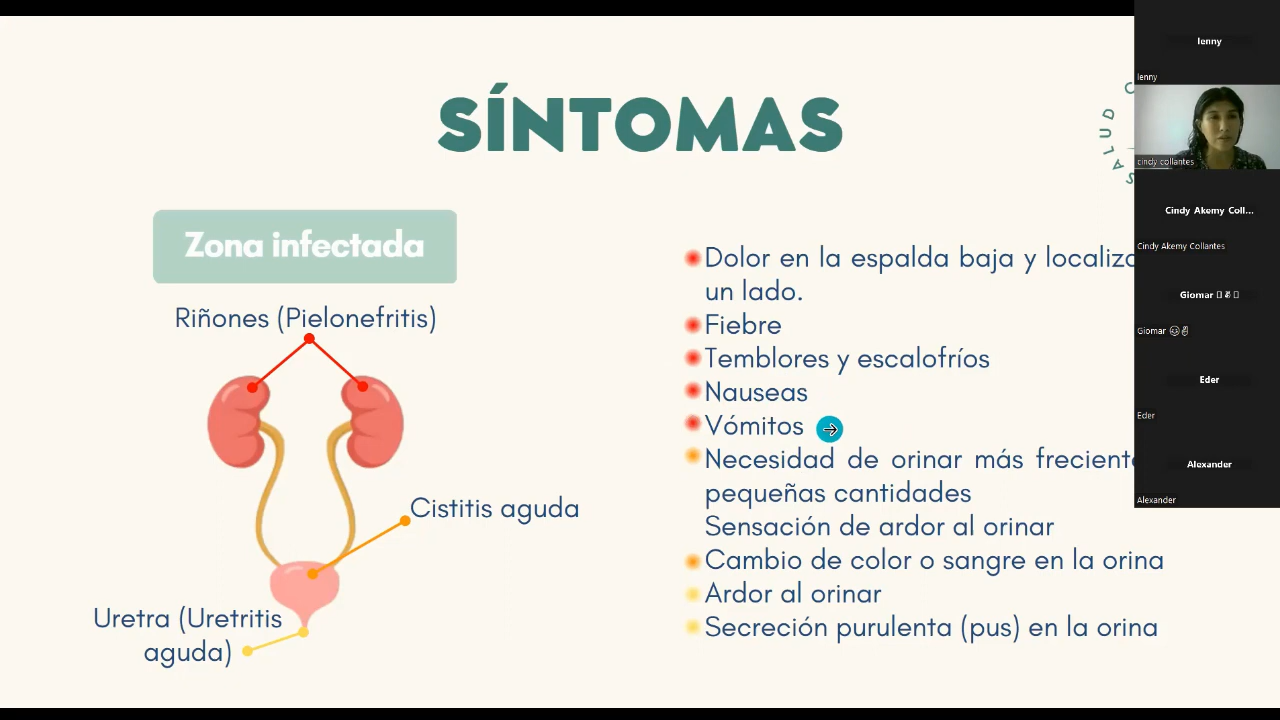 SÍNTOMAS
Zona infectada
Riñones (Pielonefritis)
Cistitis aguda
Uretra (Uretritis
aguda)
Dolor en la espalda baja y
un lado.
Fiebre
Temblores y escalofríos
Nauseas
Vómitos
Necesidad de orinar más
pequeñas cantidades
Sensación de ardor al orinar
Cambio de color o sangre en la orina
Ardor al orinar
Secreción purulenta (pus) en la orina
SALUD
lenny
lenny
cindy collantes
Cindy Akemy Coll...
Cindy Akemy Collantes
Giomar
Giomar
Eder
Eder
Alexander
Alexander